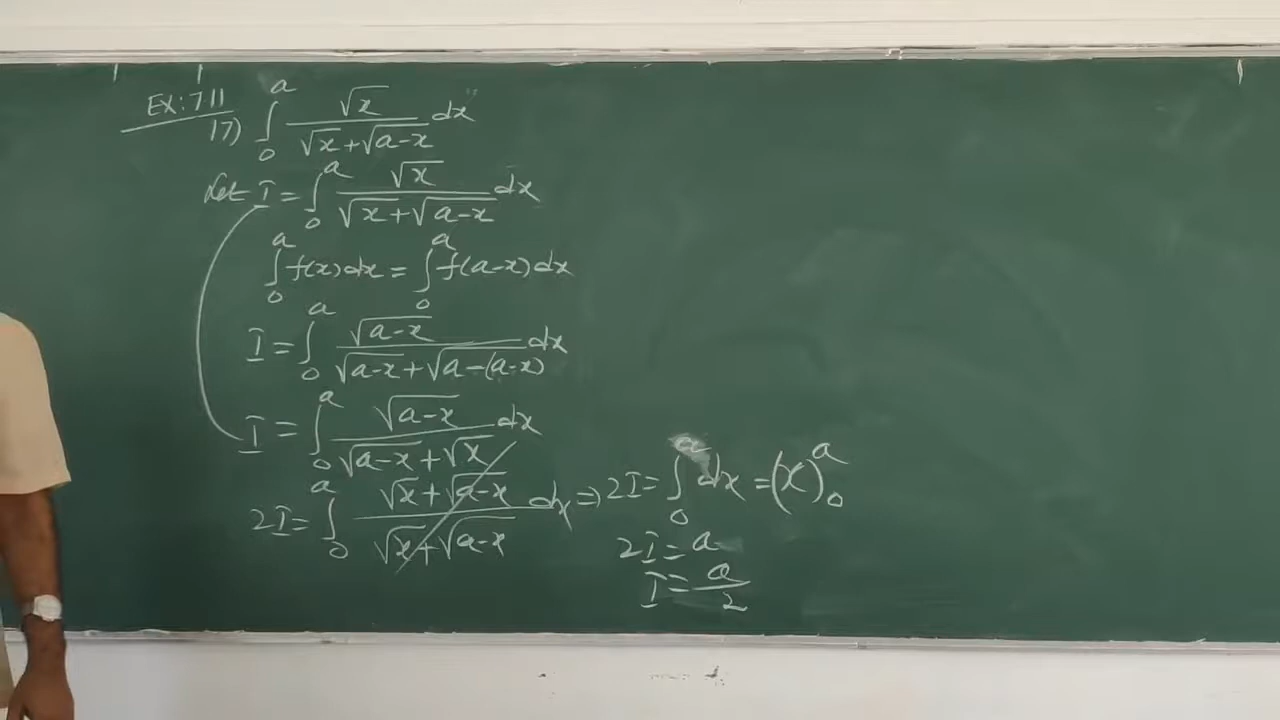 Ex: 7.11
17) ∫₀ᵃ √x / (√x + √(a-x)) dx
Let I = ∫₀ᵃ √x / (√x + √(a-x)) dx
∫₀ᵃ f(x) dx = ∫₀ᵃ f(a-x) dx
I = ∫₀ᵃ √(a-x) / (√(a-x) + √(a-(a-x))) dx
I = ∫₀ᵃ √(a-x) / (√(a-x) + √x) dx
2I = ∫₀ᵃ (√x + √(a-x)) / (√x + √(a-x)) dx ⇒ 2I = ∫₀ᵃ dx = (x)₀ᵃ
2I = a
I = a/2